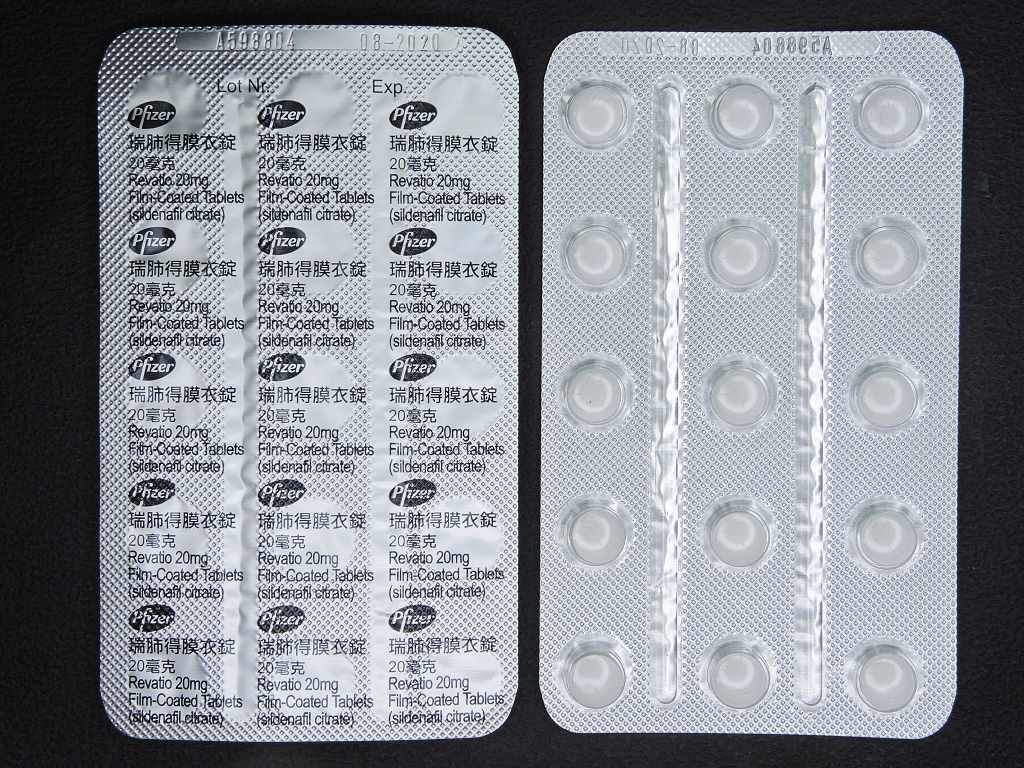 A598804 08-2020
Lot Nr. Exp.
Pfizer Pfizer Pfizer
瑞肺得膜衣錠 瑞肺得膜衣錠 瑞肺得膜衣錠
20毫克 20毫克 20毫克
Revatio 20mg Revatio 20mg Revatio 20mg
Film-Coated Tablets Film-Coated Tablets Film-Coated Tablets
(sildenafil citrate) (sildenafil citrate) (sildenafil citrate)
Pfizer Pfizer Pfizer
瑞肺得膜衣錠 瑞肺得膜衣錠 瑞肺得膜衣錠
20毫克 20毫克 20毫克
Revatio 20mg Revatio 20mg Revatio 20mg
Film-Coated Tablets Film-Coated Tablets Film-Coated Tablets
(sildenafil citrate) (sildenafil citrate) (sildenafil citrate)
Pfizer Pfizer Pfizer
瑞肺得膜衣錠 瑞肺得膜衣錠 瑞肺得膜衣錠
20毫克 20毫克 20毫克
Revatio 20mg Revatio 20mg Revatio 20mg
Film-Coated Tablets Film-Coated Tablets Film-Coated Tablets
(sildenafil citrate) (sildenafil citrate) (sildenafil citrate)
Pfizer Pfizer Pfizer
瑞肺得膜衣錠 瑞肺得膜衣錠 瑞肺得膜衣錠
20毫克 20毫克 20毫克
Revatio 20mg Revatio 20mg Revatio 20mg
Film-Coated Tablets Film-Coated Tablets Film-Coated Tablets
(sildenafil citrate) (sildenafil citrate) (sildenafil citrate)
Pfizer Pfizer Pfizer
瑞肺得膜衣錠 瑞肺得膜衣錠 瑞肺得膜衣錠
20毫克 20毫克 20毫克
Revatio 20mg Revatio 20mg Revatio 20mg
Film-Coated Tablets Film-Coated Tablets Film-Coated Tablets
(sildenafil citrate) (sildenafil citrate) (sildenafil citrate)
A598804 08-2020